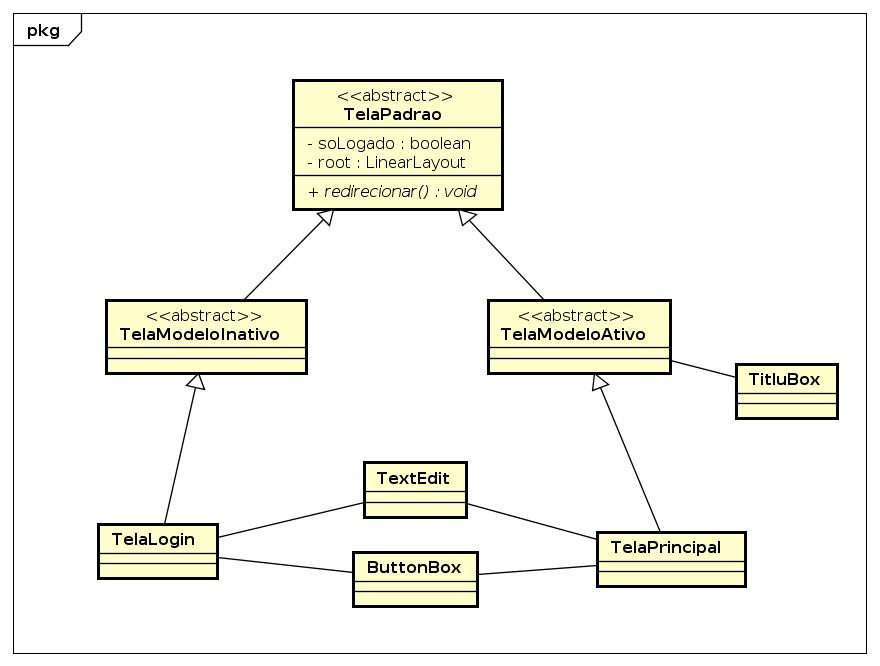 pkg
<<abstract>>
TelaPadrao
- soLogado : boolean
- root : LinearLayout
+ redirecionar() : void
<<abstract>>
TelaModeloInativo
<<abstract>>
TelaModeloAtivo
TitluBox
TextEdit
TelaLogin
TelaPrincipal
ButtonBox